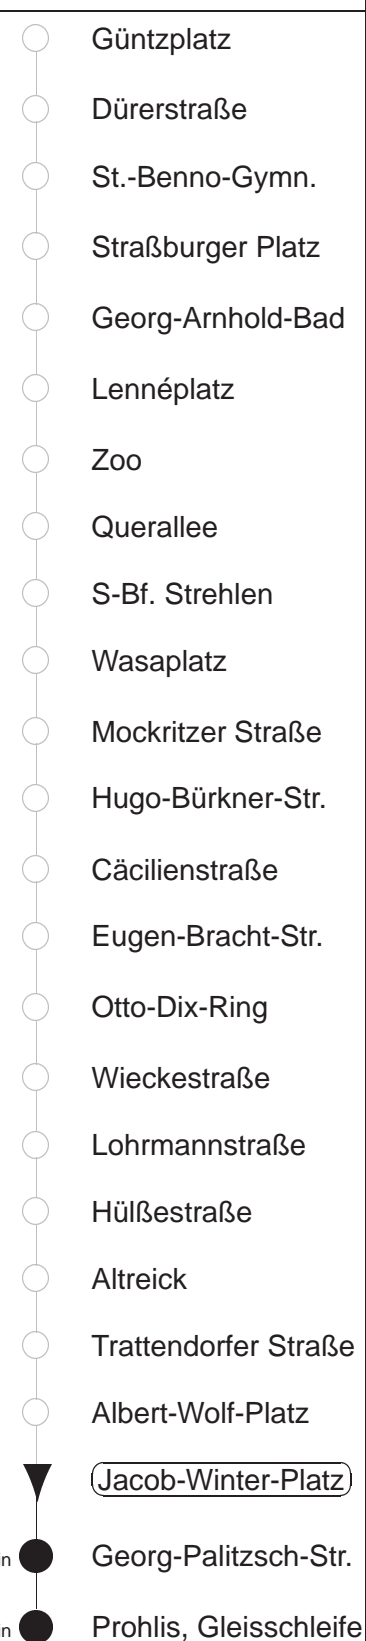 Güntzplatz
Dürerstraße
St.-Benno-Gymn.
Straßburger Platz
Georg-Arnhold-Bad
Lennéplatz
Zoo
Querallee
S-Bf. Strehlen
Wasaplatz
Mockritzer Straße
Hugo-Bürkner-Str.
Cäcilienstraße
Eugen-Bracht-Str.
Otto-Dix-Ring
Wieckestraße
Lohrmannstraße
Hülßestraße
Altreick
Trattendorfer Straße
Albert-Wolf-Platz
Jacob-Winter-Platz
Georg-Palitzsch-Str.
Prohlis, Gleisschleife